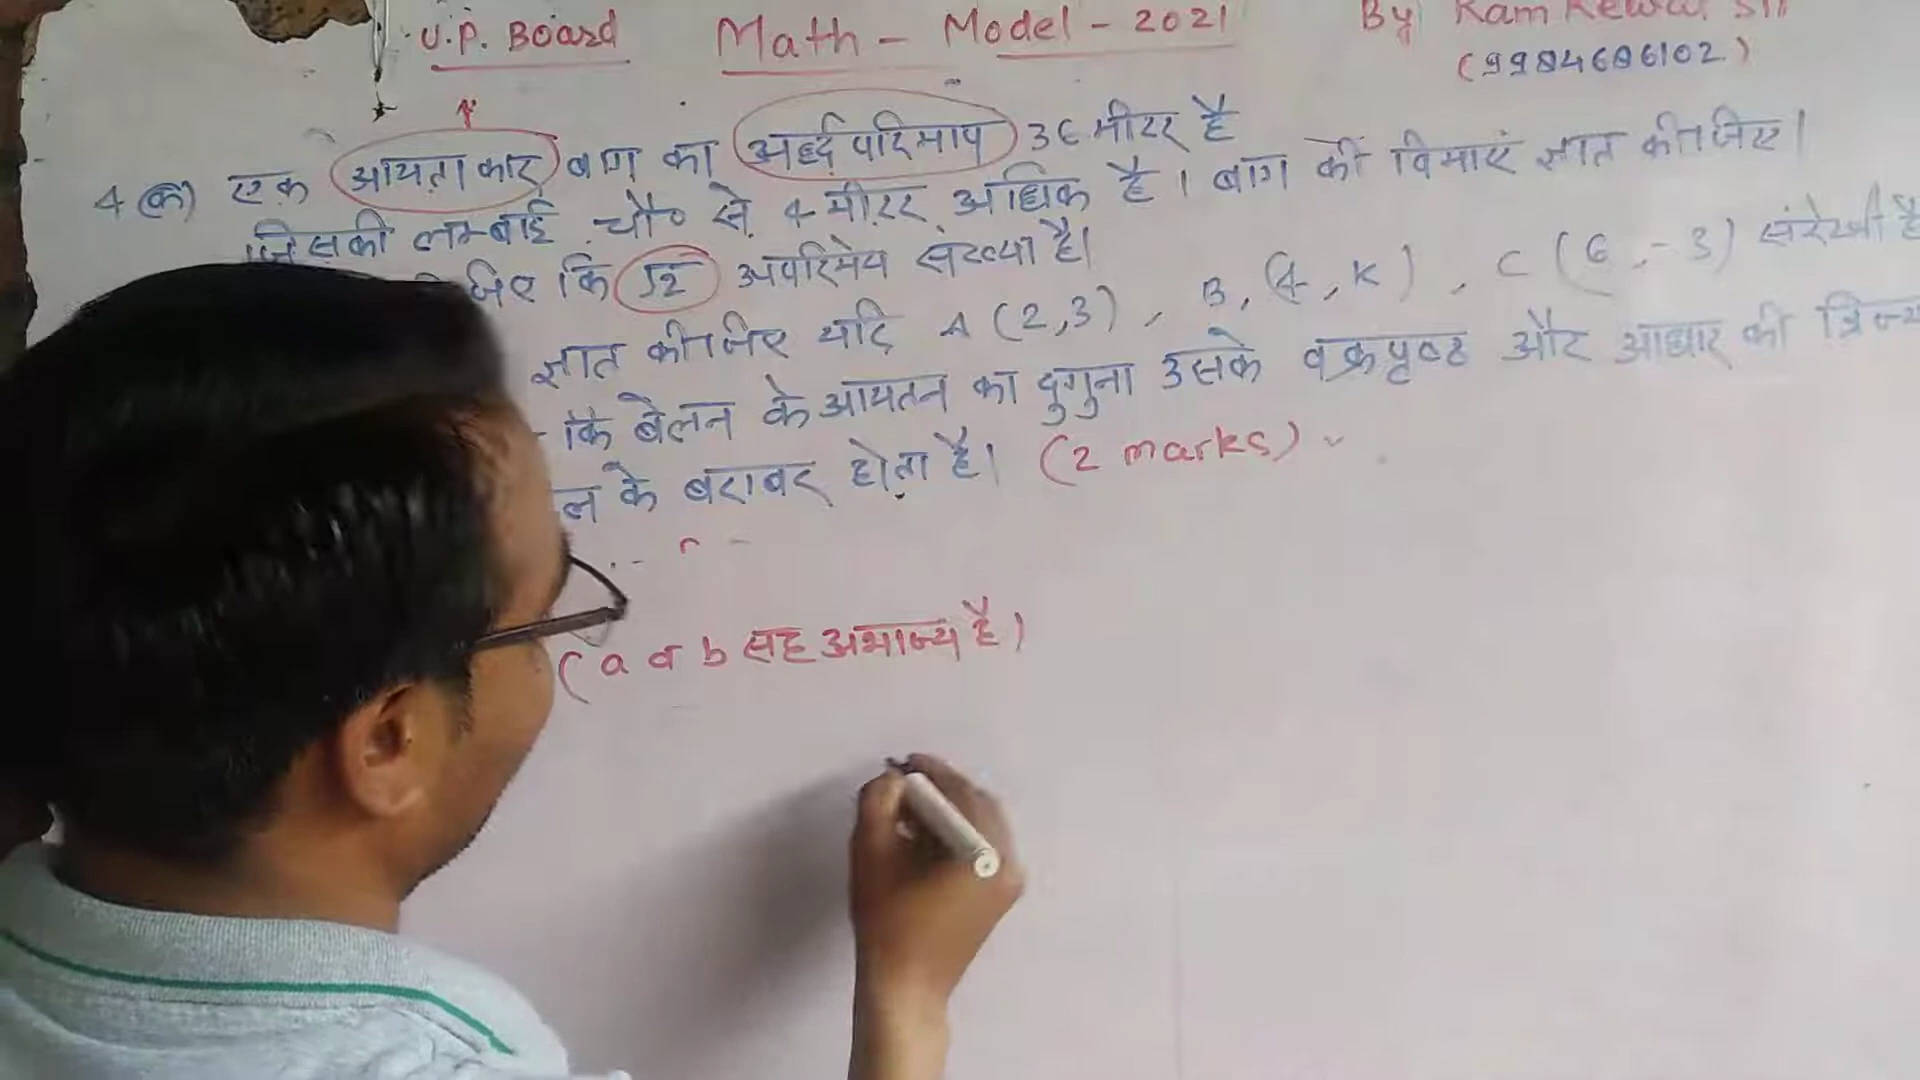 U.P. Board Math - Model - 2021 By Ram
(9984686102)
4 (क) एक आयताकार बाग का अर्द्धपरिमाप 36 मीटर है
जिसकी लम्बाई चौ० से 4 मीटर अधिक है। बाग की विमाएं ज्ञात कीजिए।
कि √2 अपरिमेय संख्या है।
ज्ञात कीजिए यदि A (2,3), B, (4, K), C (6, -3) संरेखी है
कि बेलन के आयतन का दुगुना उसके वक्रपृष्ठ और आधार की
के बराबर होता है। (2 marks)
(a व b सह अभाज्य है)